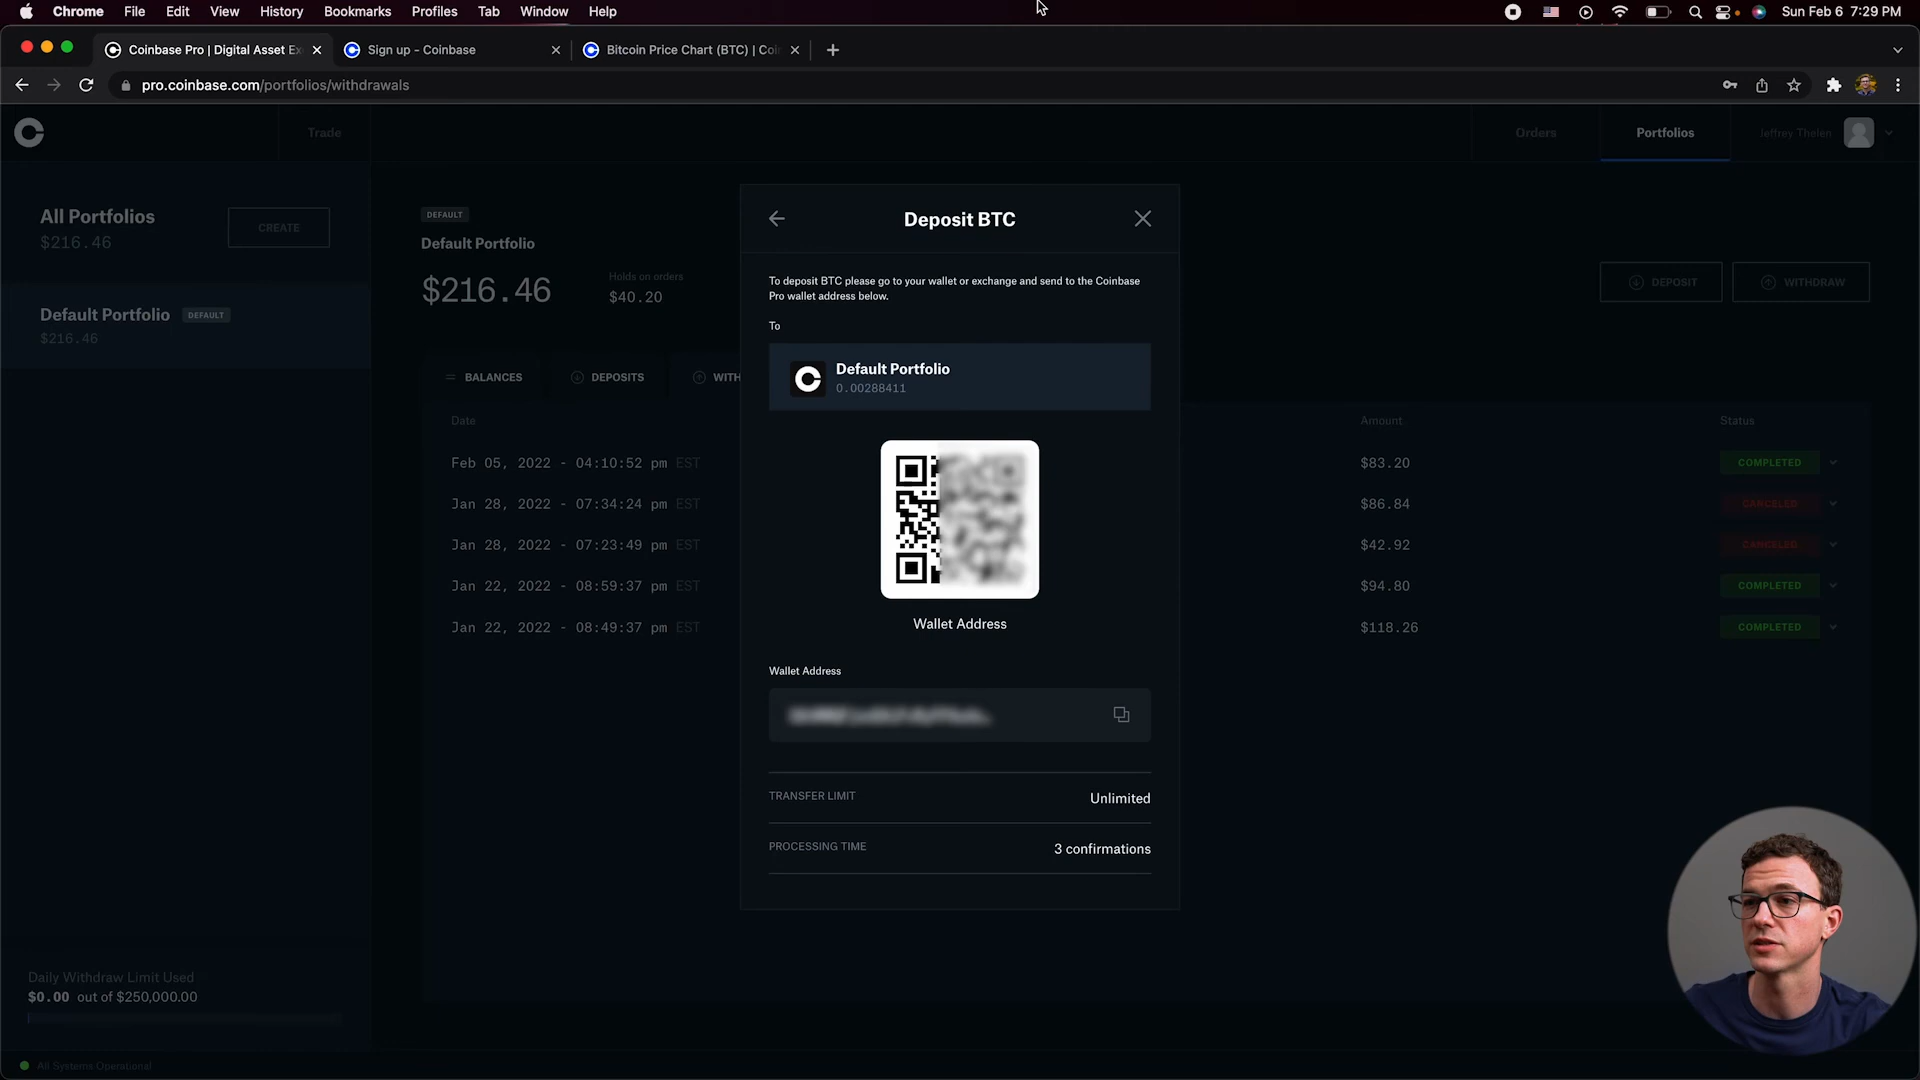 Chrome File Edit View History Bookmarks Profiles Tab Window Help Sun Feb 6 7:29 PM
Coinbase Pro | Digital Asset Ex Sign up - Coinbase Bitcoin Price Chart (BTC) | Coi
pro.coinbase.com/portfolios/withdrawals
Trade Orders Portfolios Jeffrey Thelen
All Portfolios
$216.46
CREATE
Default Portfolio DEFAULT
$216.46
DEFAULT
Default Portfolio
$216.46
Holds on orders
$40.20
DEPOSIT WITHDRAW
BALANCES DEPOSITS WITH
Date Amount Status
Feb 05, 2022 - 04:10:52 pm EST $83.20 COMPLETED
Jan 28, 2022 - 07:34:24 pm EST $86.84 CANCELED
Jan 28, 2022 - 07:23:49 pm EST $42.92 CANCELED
Jan 22, 2022 - 08:59:37 pm EST $94.80 COMPLETED
Jan 22, 2022 - 08:49:37 pm EST $118.26 COMPLETED
Deposit BTC
To deposit BTC please go to your wallet or exchange and send to the Coinbase
Pro wallet address below.
To
Default Portfolio
0.00288411
Wallet Address
Wallet Address
TRANSFER LIMIT Unlimited
PROCESSING TIME 3 confirmations
Daily Withdraw Limit Used
$0.00 out of $250,000.00
All Systems Operational